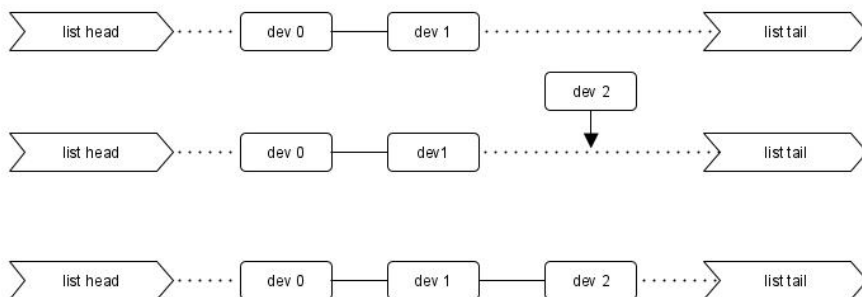 list head dev 0 dev 1 list tail
dev 2
list head dev 0 dev1 list tail
list head dev 0 dev 1 dev 2 list tail